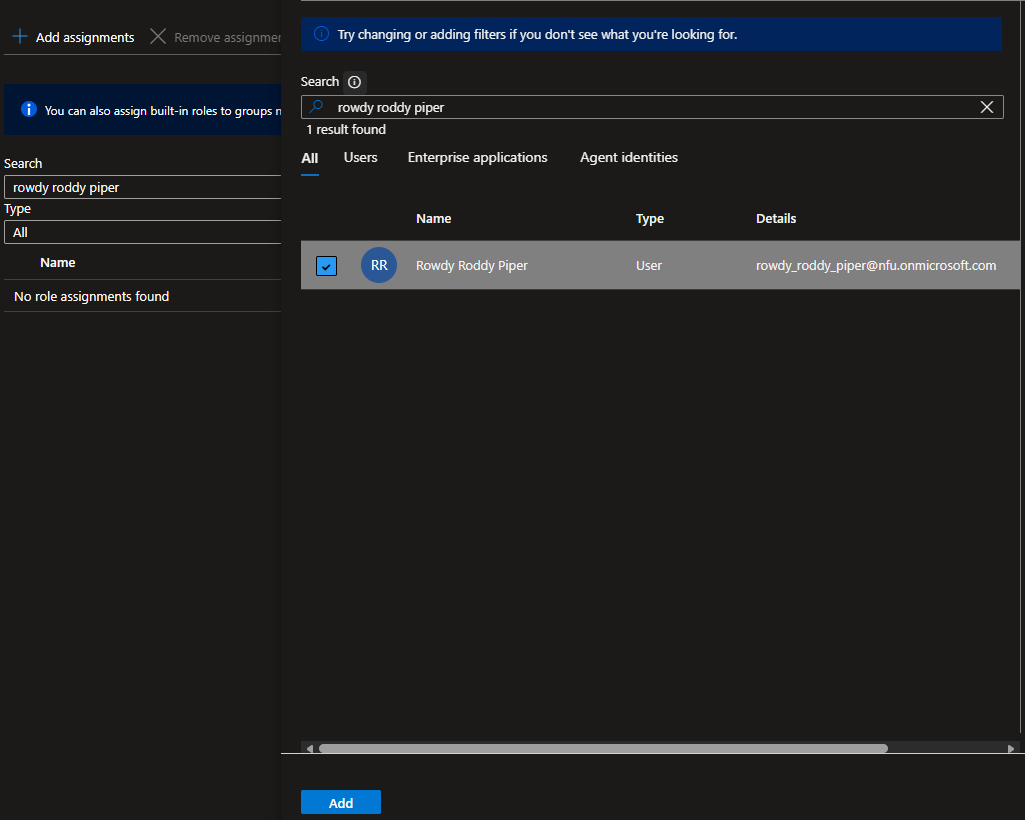 Add assignments
Remove assignmen
You can also assign built-in roles to groups n
Search
rowdy roddy piper
Type
All
Name
No role assignments found
Try changing or adding filters if you don't see what you're looking for.
Search
rowdy roddy piper
1 result found
All Users Enterprise applications Agent identities
Name Type Details
RR Rowdy Roddy Piper User rowdy_roddy_piper@nfu.onmicrosoft.com
Add